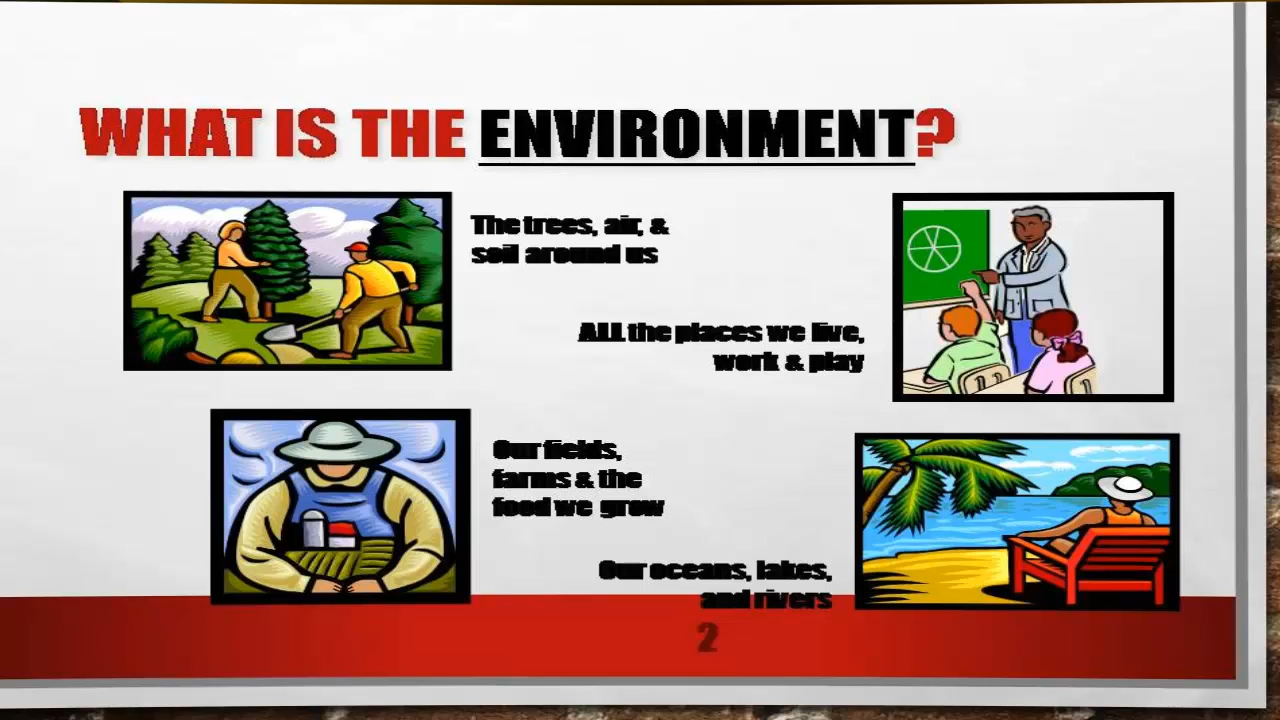 WHAT IS THE ENVIRONMENT?
The trees, air, &
soil around us
ALL the places we live,
work & play
Our fields,
farms & the
food we grow
Our oceans, lakes,
and rivers
2